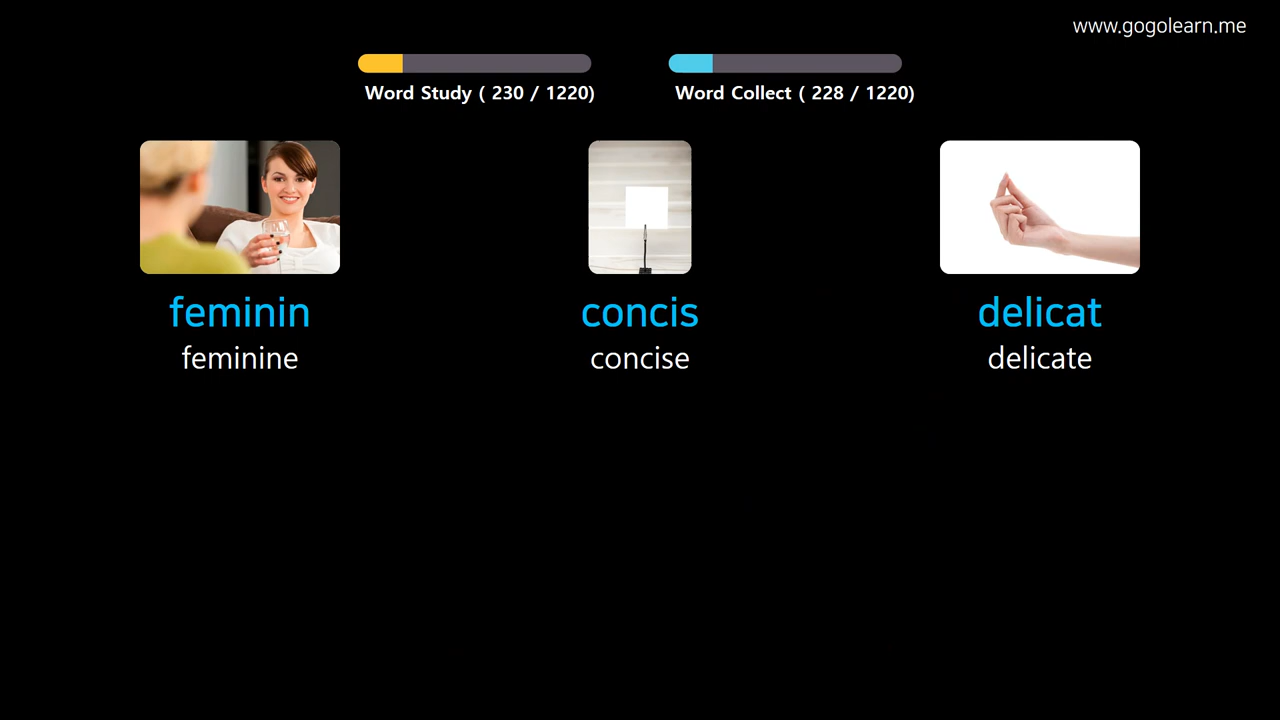 www.gogolearn.me
Word Study ( 230 / 1220)
Word Collect ( 228 / 1220)
feminin
feminine
concis
concise
delicat
delicate